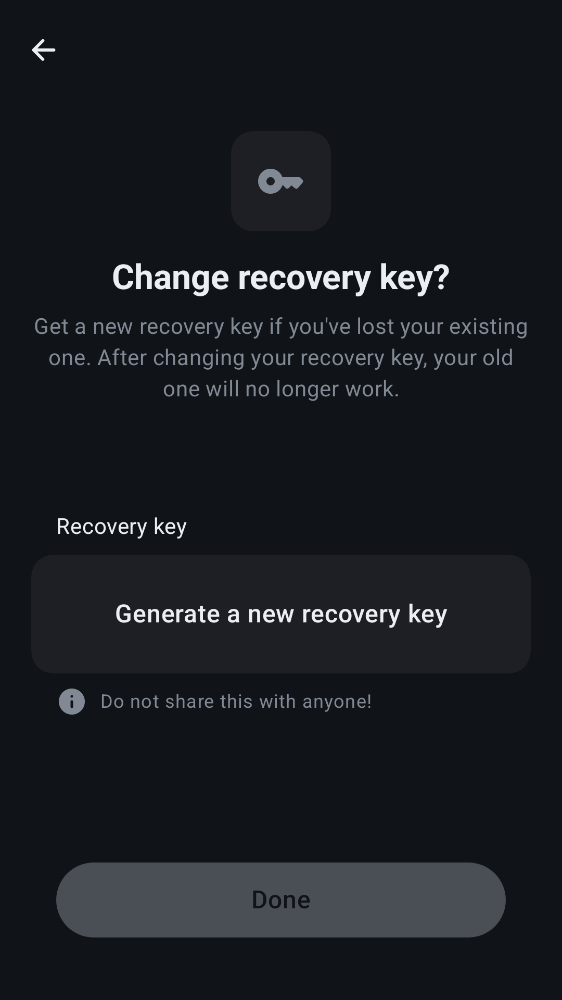 Change recovery key?
Get a new recovery key if you've lost your existing
one. After changing your recovery key, your old
one will no longer work.
Recovery key
Generate a new recovery key
Do not share this with anyone!
Done